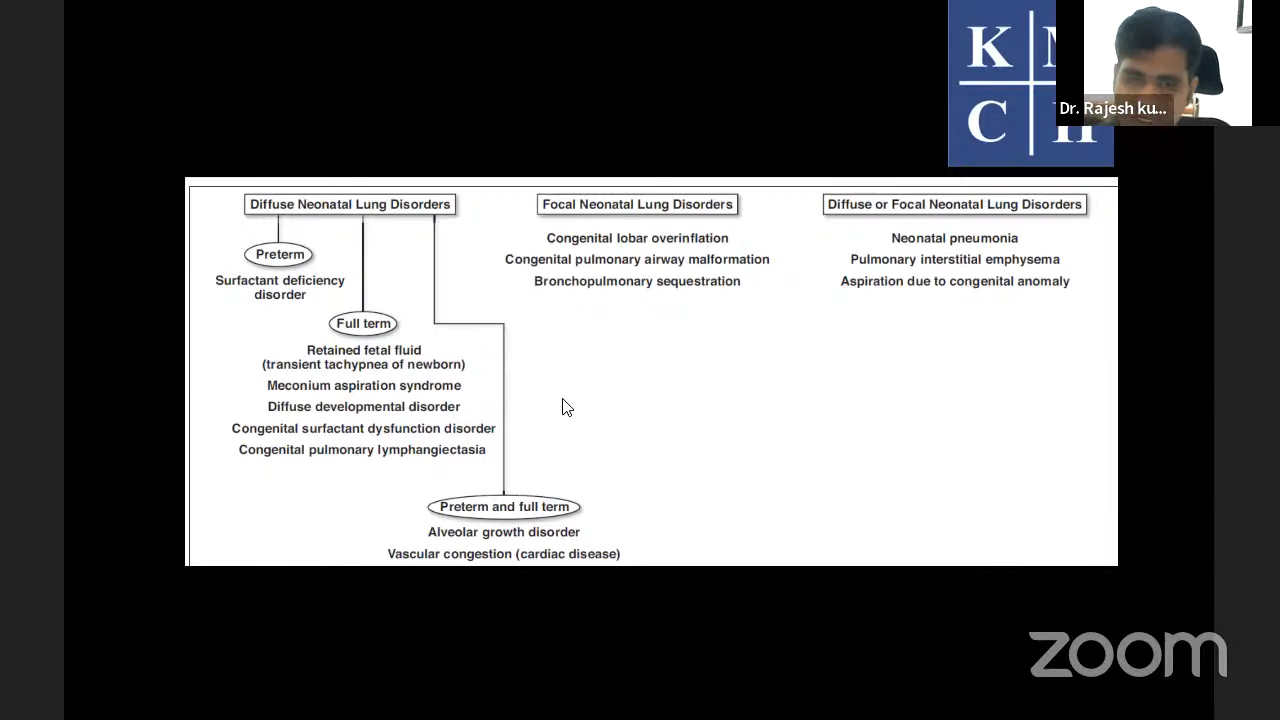 K
C H
Dr. Rajesh ku...
Diffuse Neonatal Lung Disorders
Preterm
Surfactant deficiency
disorder
Full term
Retained fetal fluid
(transient tachypnea of newborn)
Meconium aspiration syndrome
Diffuse developmental disorder
Congenital surfactant dysfunction disorder
Congenital pulmonary lymphangiectasia
Preterm and full term
Alveolar growth disorder
Vascular congestion (cardiac disease)
Focal Neonatal Lung Disorders
Congenital lobar overinflation
Congenital pulmonary airway malformation
Bronchopulmonary sequestration
Diffuse or Focal Neonatal Lung Disorders
Neonatal pneumonia
Pulmonary interstitial emphysema
Aspiration due to congenital anomaly
zoom